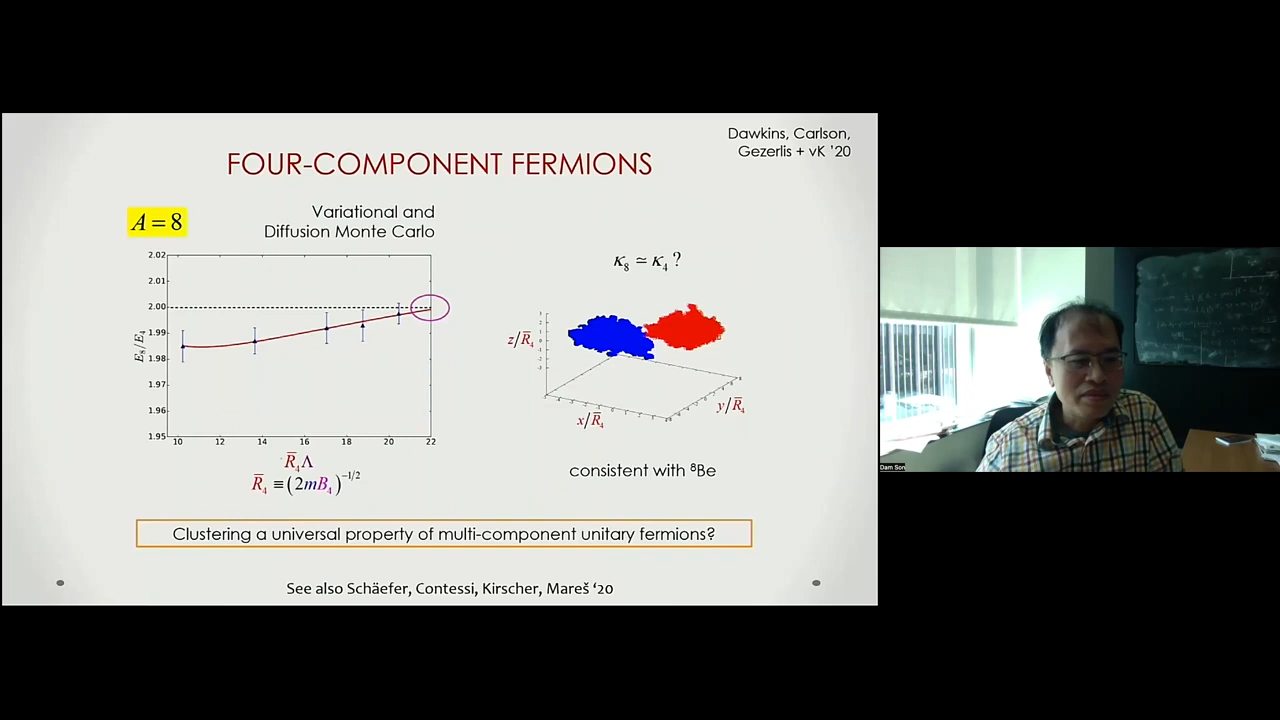 Dawkins, Carlson,
Gezerlis + vK '20
FOUR-COMPONENT FERMIONS
A = 8
Variational and
Diffusion Monte Carlo
2.02
2.01
2.00
1.99
1.98
1.97
1.96
1.95
E₈/E₄
10 12 14 16 18 20 22
R̄₄Λ
R̄₄ ≡ (2mB₄)^−1/2
κ₈ ≃ κ₄ ?
z/R̄₄
x/R̄₄
y/R̄₄
consistent with ⁸Be
Clustering a universal property of multi-component unitary fermions?
See also Schäefer, Contessi, Kirscher, Mareš ‘20
Dam Son